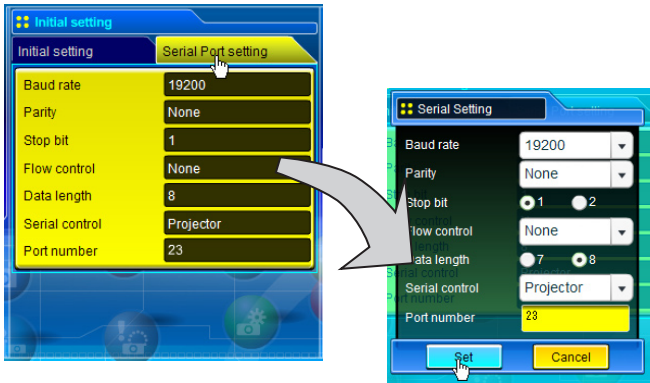 Initial setting
Initial setting Serial Port setting
Baud rate 19200
Parity None
Stop bit 1
Flow control None
Data length 8
Serial control Projector
Port number 23
Serial Setting
Baud rate 19200
Parity None
Stop bit 1 2
Flow control None
Data length 7 8
Serial control Projector
Port number 23
Set Cancel